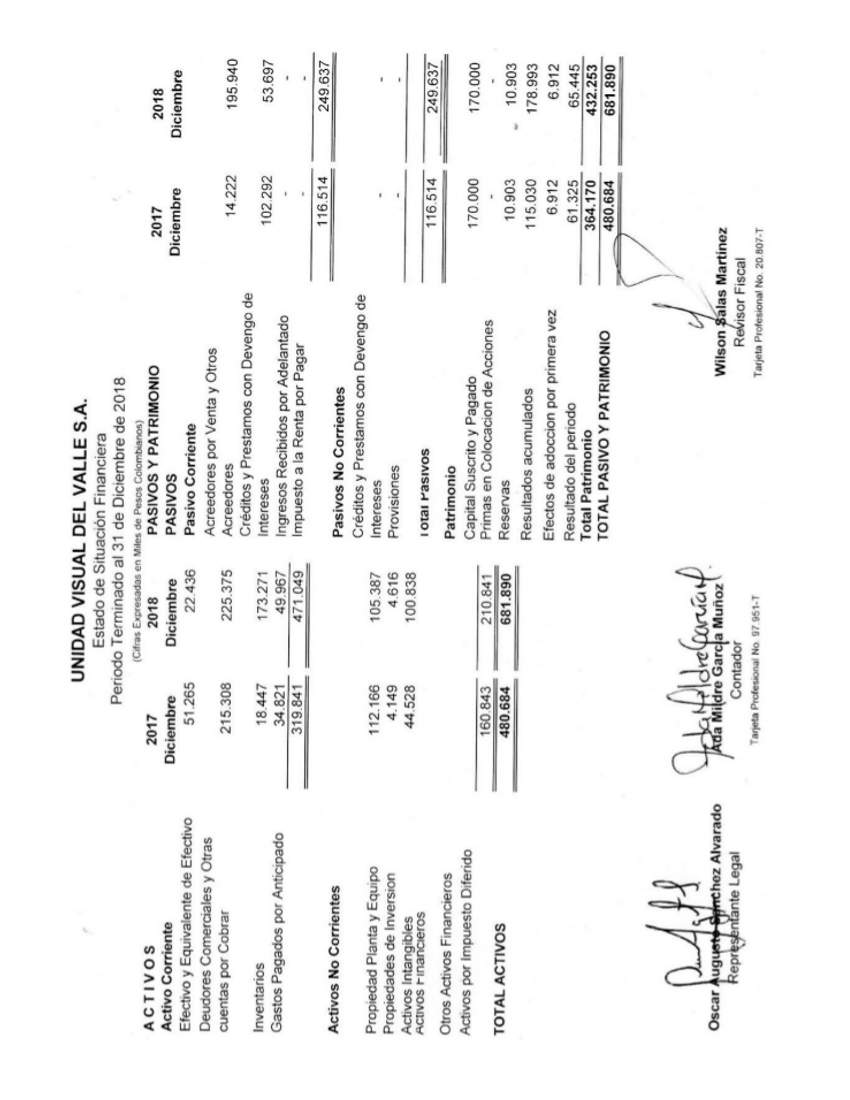 UNIDAD VISUAL DEL VALLE S.A.
Estado de Situación Financiera
Periodo Terminado al 31 de Diciembre de 2018
(Cifras Expresadas en Miles de Pesos Colombianos)
A C T I V O S 2017 2018
Activo Corriente Diciembre Diciembre
Efectivo y Equivalente de Efectivo 51.265 22.436
Deudores Comerciales y Otras
cuentas por Cobrar 215.308 225.375
Inventarios 18.447 173.271
Gastos Pagados por Anticipado 34.821 49.967
319.841 471.049
Activos No Corrientes
Propiedad Planta y Equipo 112.166 105.387
Propiedades de Inversion 4.149 4.616
Activos Intangibles 44.528 100.838
Activos Financieros
Otros Activos Financieros
Activos por Impuesto Diferido
160.843 210.841
TOTAL ACTIVOS 480.684 681.890
PASIVOS Y PATRIMONIO 2017 2018
PASIVOS Diciembre Diciembre
Pasivo Corriente
Acreedores por Venta y Otros
Acreedores 14.222 195.940
Créditos y Prestamos con Devengo de
Intereses 102.292 53.697
Ingresos Recibidos por Adelantado - -
Impuesto a la Renta por Pagar - -
116.514 249.637
Pasivos No Corrientes
Créditos y Prestamos con Devengo de
Intereses - -
Provisiones - -
Total Pasivos 116.514 249.637
Patrimonio
Capital Suscrito y Pagado 170.000 170.000
Primas en Colocacion de Acciones - -
Reservas 10.903 10.903
Resultados acumulados 115.030 178.993
Efectos de adoccion por primera vez 6.912 6.912
Resultado del periodo 61.325 65.445
Total Patrimonio 364.170 432.253
TOTAL PASIVO Y PATRIMONIO 480.684 681.890
Oscar Augusto Sanchez Alvarado
Representante Legal
Ada Mildre Garcia Muñoz
Contador
Tarjeta Profesional No. 97.951-T
Wilson Salas Martinez
Revisor Fiscal
Tarjeta Profesional No. 20.807-T